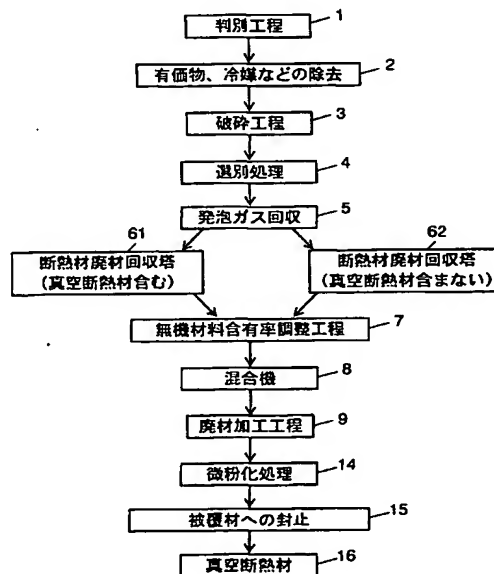 判別工程 1
有価物、冷媒などの除去 2
破砕工程 3
選別処理 4
発泡ガス回収 5
61 62
断熱材廃材回収塔 断熱材廃材回収塔
(真空断熱材含む) (真空断熱材含まない)
無機材料含有率調整工程 7
混合機 8
廃材加工工程 9
微粉化処理 14
被覆材への封止 15
真空断熱材 16